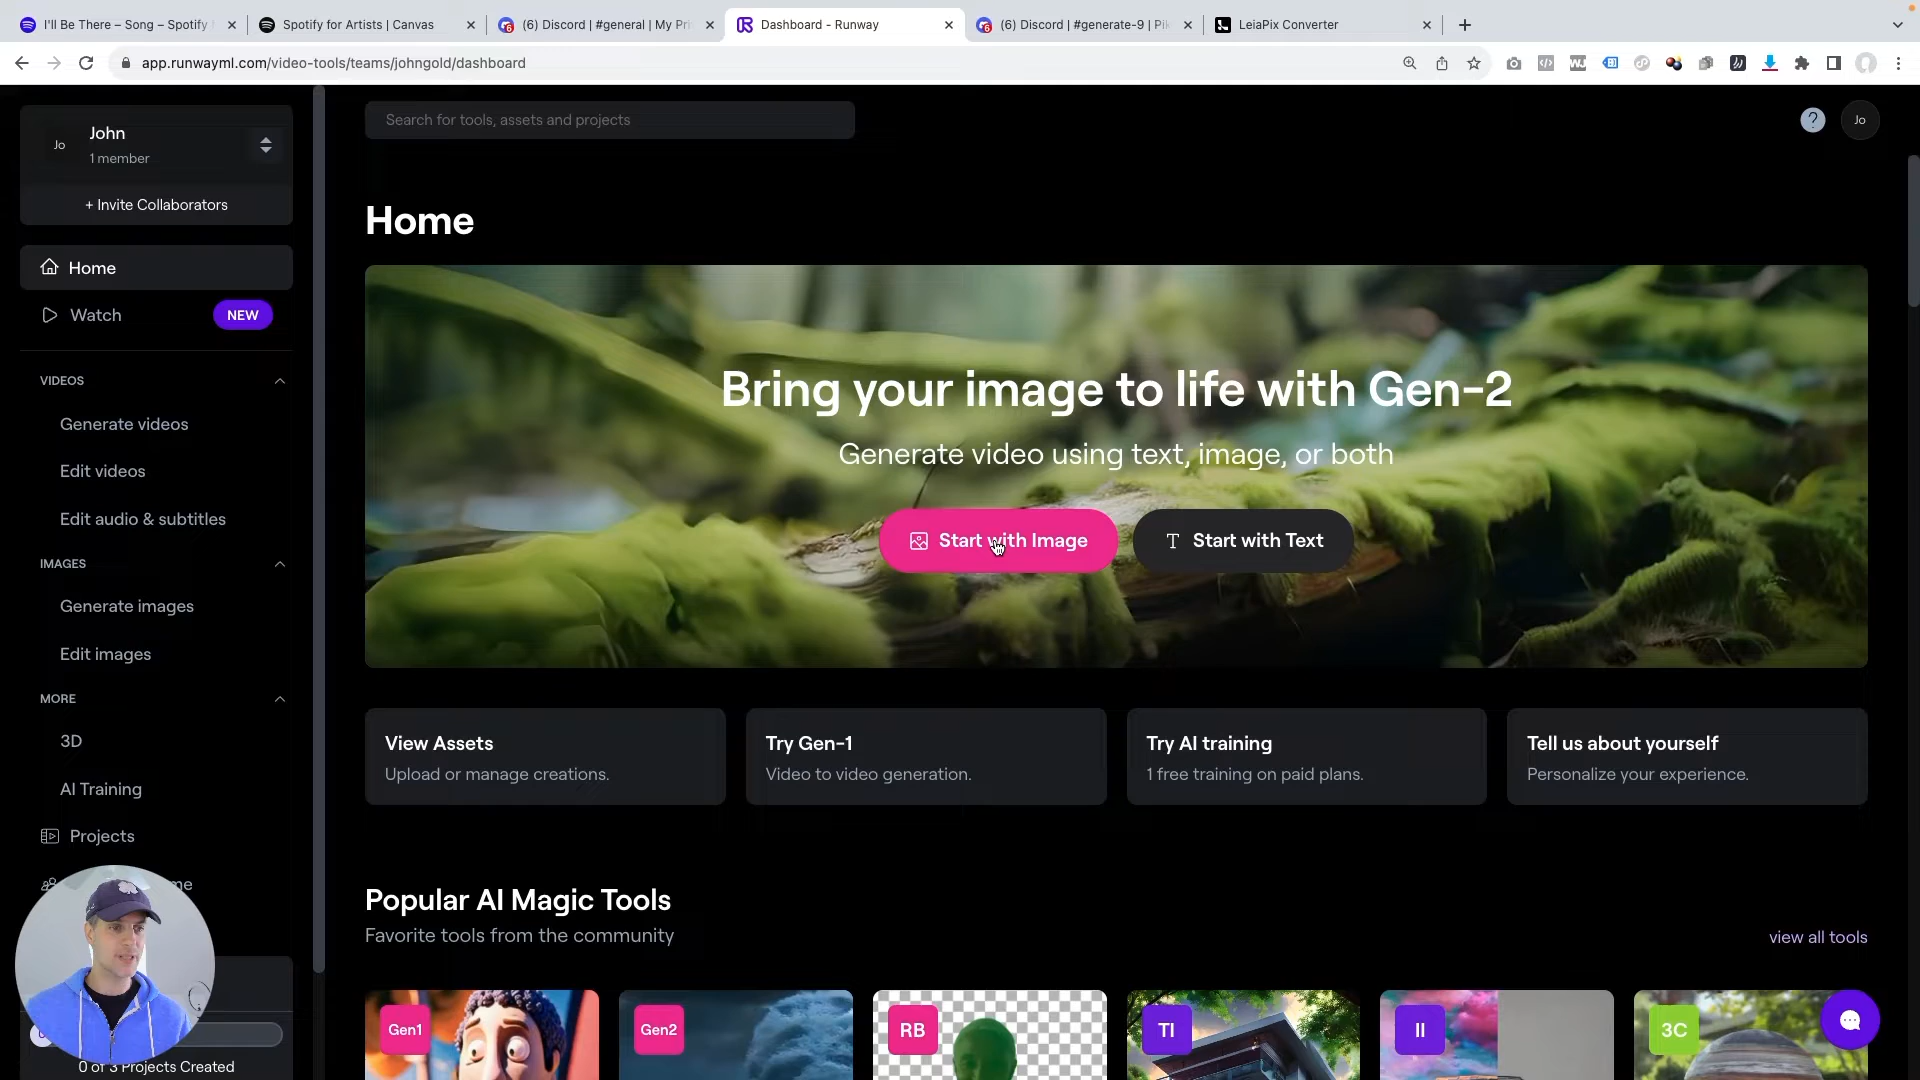 I'll Be There – Song – Spotify
Spotify for Artists | Canvas
(6) Discord | #general | My Pri
Dashboard - Runway
(6) Discord | #generate-9 | Pik
LeiaPix Converter
app.runwayml.com/video-tools/teams/johngold/dashboard
Jo
John
1 member
+ Invite Collaborators
Search for tools, assets and projects
?
Jo
Home
Watch
NEW
VIDEOS
Generate videos
Edit videos
Edit audio & subtitles
IMAGES
Generate images
Edit images
MORE
3D
AI Training
Projects
0 of 3 Projects Created
Home
Bring your image to life with Gen-2
Generate video using text, image, or both
Start with Image
Start with Text
View Assets
Upload or manage creations.
Try Gen-1
Video to video generation.
Try AI training
1 free training on paid plans.
Tell us about yourself
Personalize your experience.
Popular AI Magic Tools
Favorite tools from the community
view all tools
Gen1
Gen2
RB
TI
II
3C